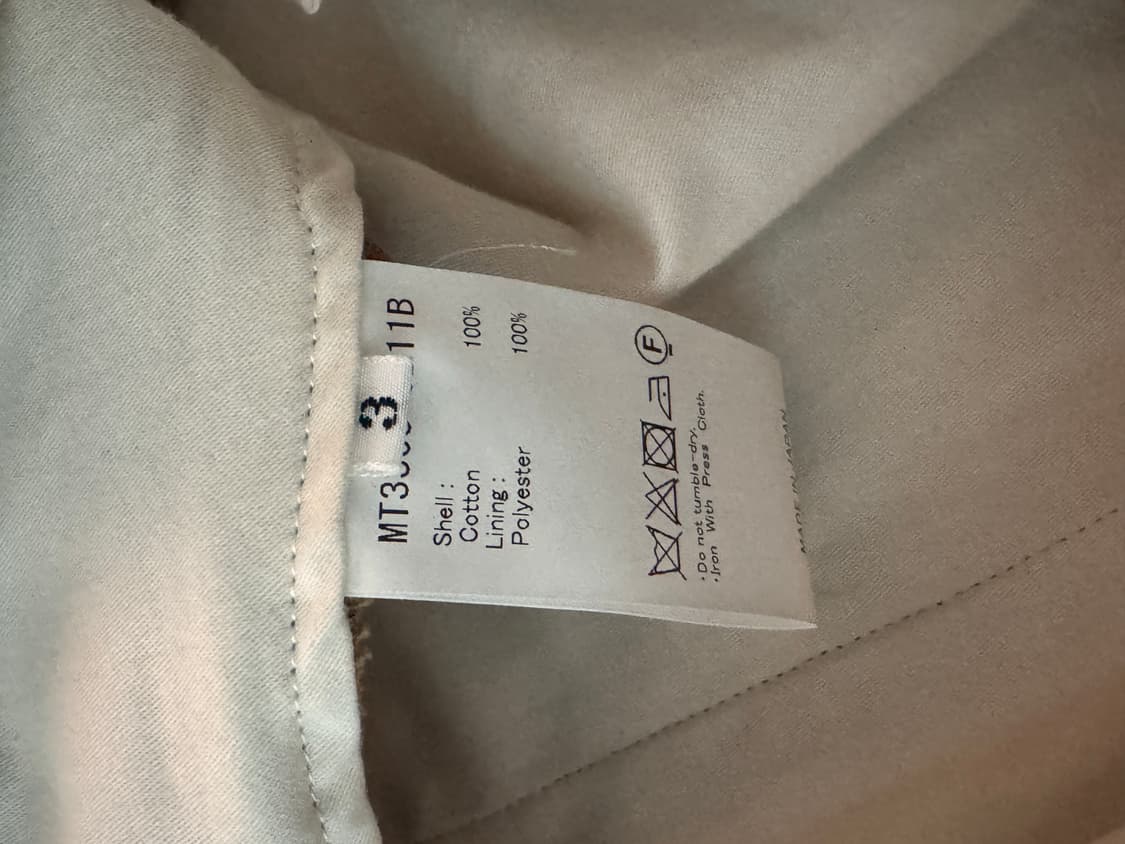 3
11B
Shell :
Cotton 100%
Lining :
Polyester 100%
F
·Do not tumble-dry.
·Iron With Press Cloth.
MADE IN JAPAN